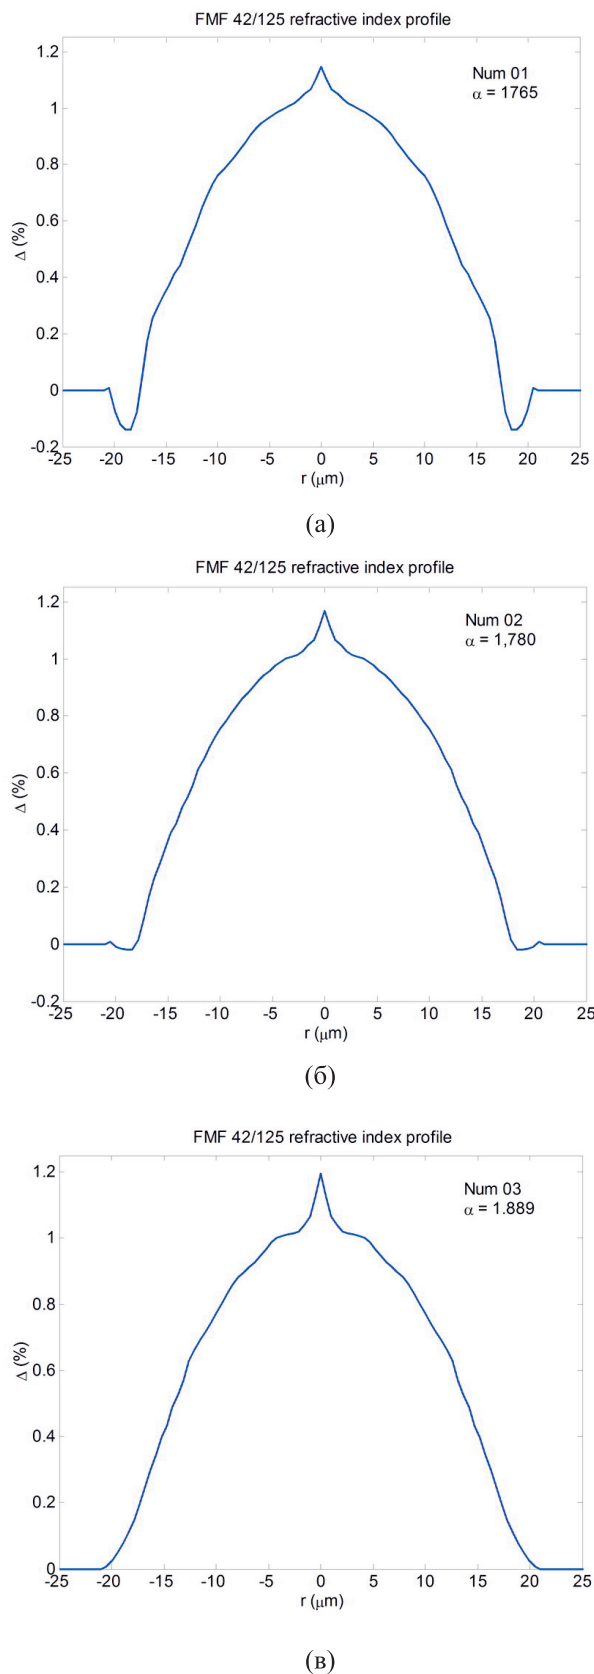 FMF 42/125 refractive index profile
1.2
Num 01
α = 1765
1
0.8
0.6
Δ (%)
0.4
0.2
0
-0.2
-25 -20 -15 -10 -5 0 5 10 15 20 25
r (μm)
(а)
FMF 42/125 refractive index profile
1.2
Num 02
α = 1,780
1
0.8
0.6
Δ (%)
0.4
0.2
0
-0.2
-25 -20 -15 -10 -5 0 5 10 15 20 25
r (μm)
(б)
FMF 42/125 refractive index profile
1.2
Num 03
α = 1.889
1
0.8
0.6
Δ (%)
0.4
0.2
0
-25 -20 -15 -10 -5 0 5 10 15 20 25
r (μm)
(в)